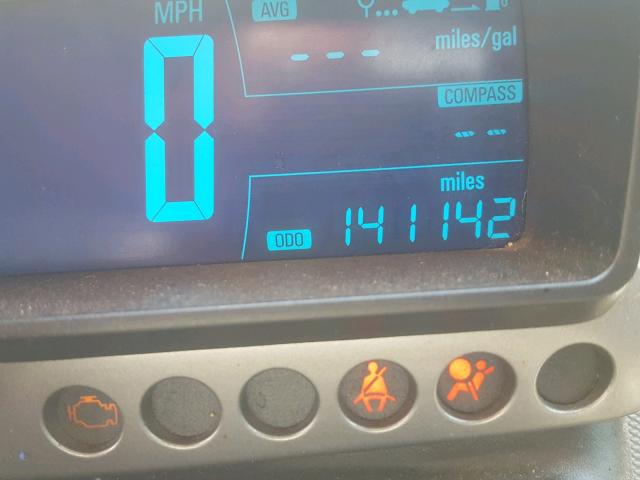 MPH
AVG
- - -
miles/gal
COMPASS
--
miles
0
ODO 141142